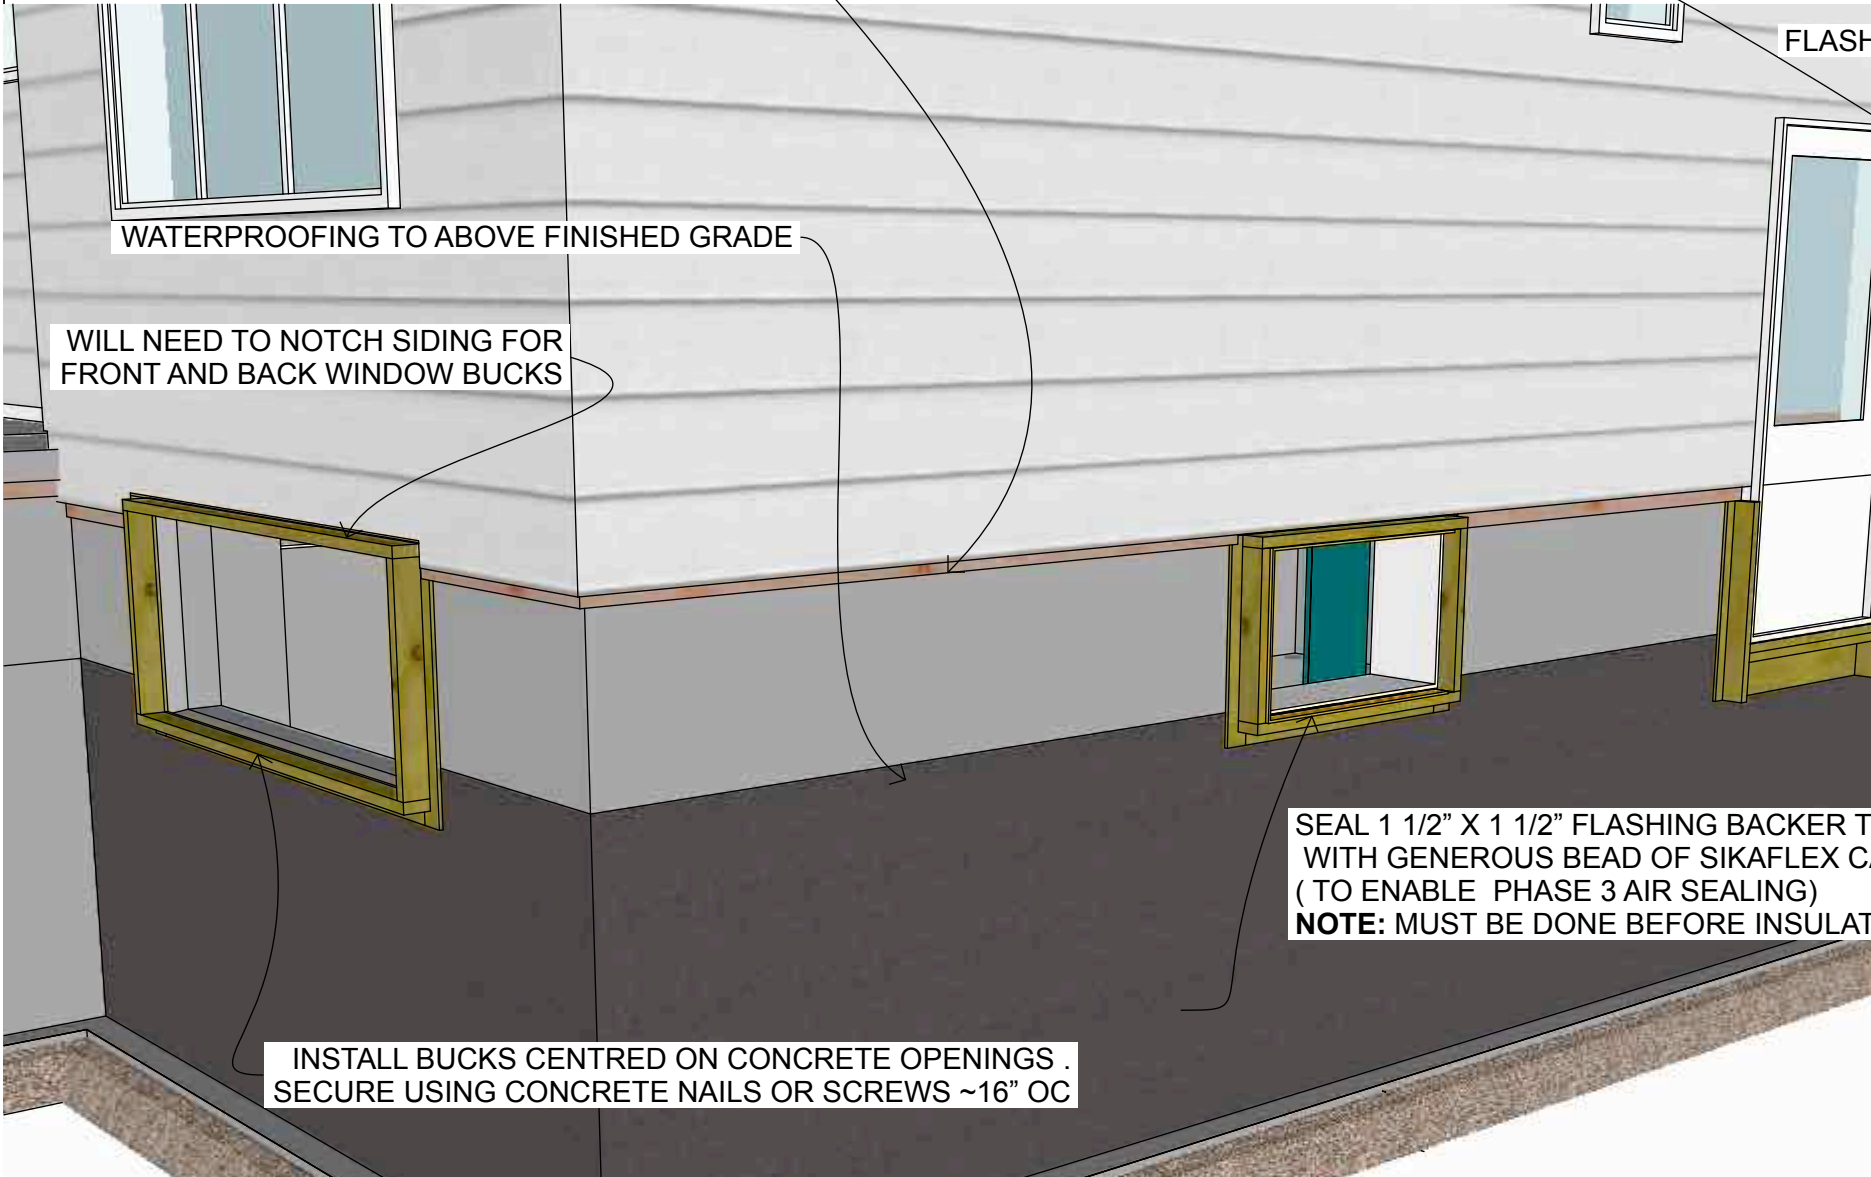 FLASH
WATERPROOFING TO ABOVE FINISHED GRADE
WILL NEED TO NOTCH SIDING FOR
FRONT AND BACK WINDOW BUCKS
SEAL 1 1/2” X 1 1/2” FLASHING BACKER T
WITH GENEROUS BEAD OF SIKAFLEX CA
( TO ENABLE PHASE 3 AIR SEALING)
NOTE: MUST BE DONE BEFORE INSULAT
INSTALL BUCKS CENTRED ON CONCRETE OPENINGS .
SECURE USING CONCRETE NAILS OR SCREWS ~16” OC